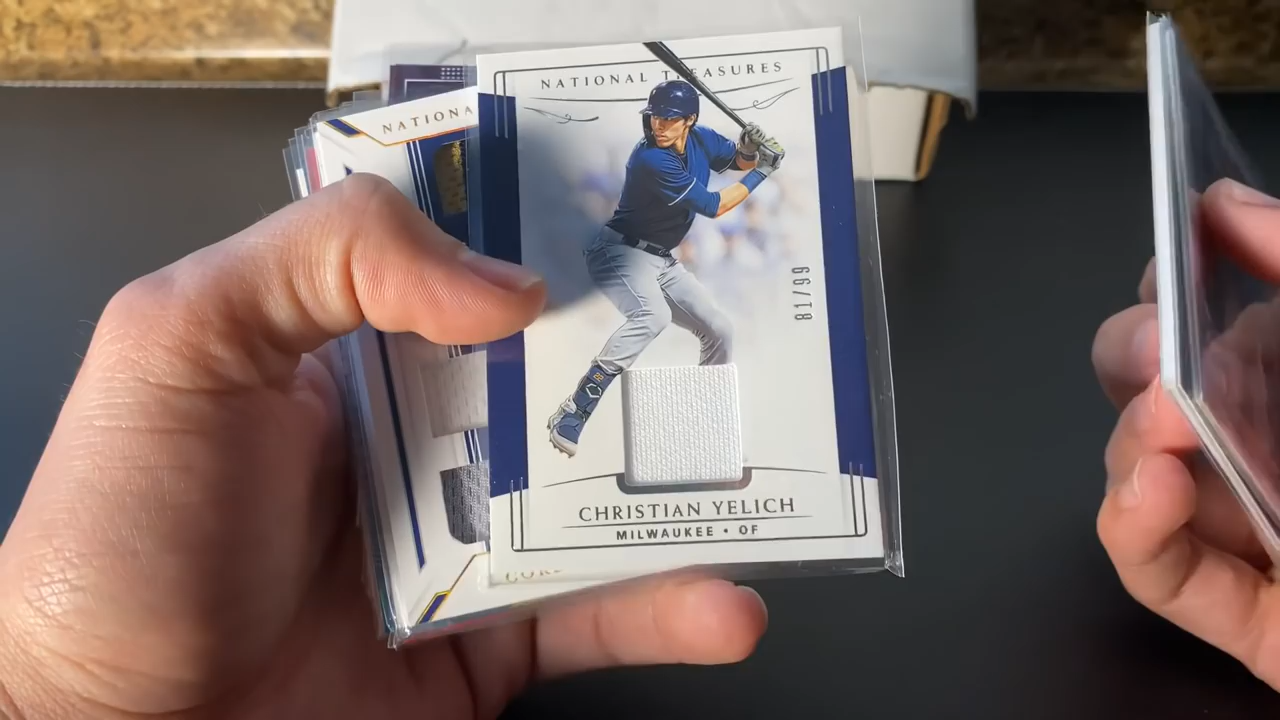 NATIONAL TREASURES
NATIONA
81/99
CHRISTIAN YELICH
MILWAUKEE • OF